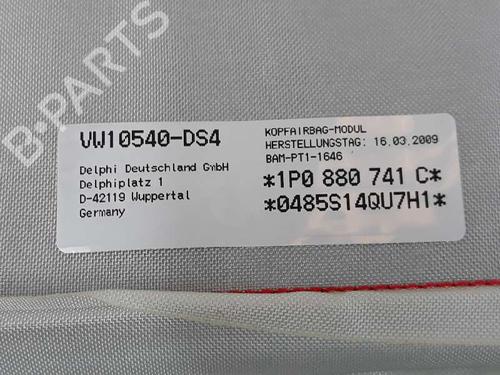 B-PARTS
VW10540-DS4
Delphi Deutschland GmbH
Delphiplatz 1
D-42119 Wuppertal
Germany
KOPFAIRBAG-MODUL
HERSTELLUNGSTAG: 16.03.2009
BAM-PT1-1646
*1P0 880 741 C*
*0485S14QU7H1*